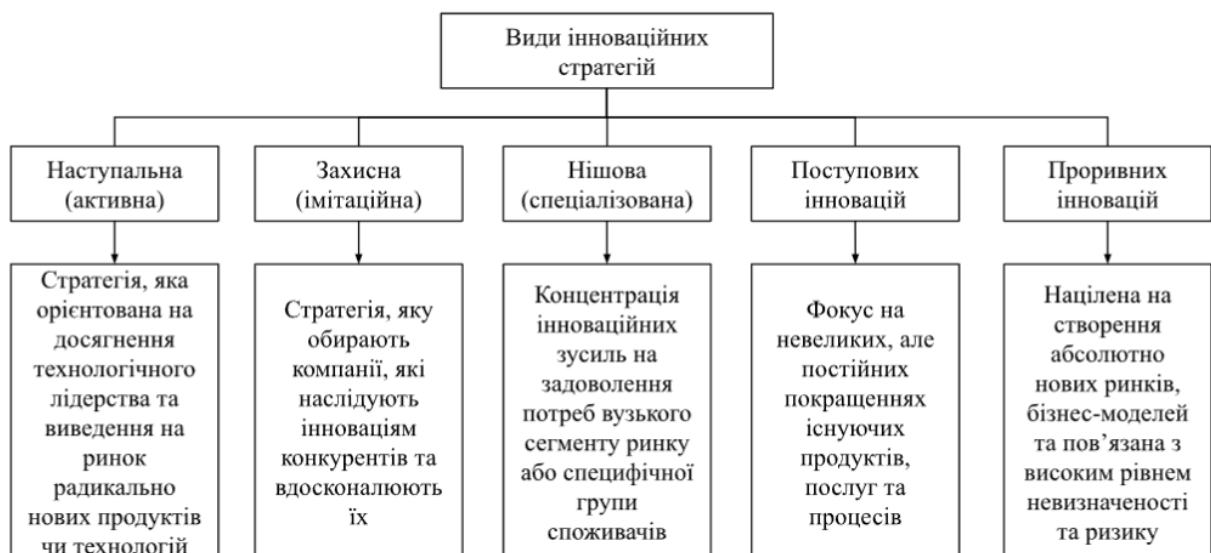 Види інноваційних
стратегій
Наступальна
(активна)
Захисна
(імітаційна)
Нішова
(спеціалізована)
Поступових
інновацій
Проривних
інновацій
Стратегія, яка
орієнтована на
досягнення
технологічного
лідерства та
виведення на
ринок
радикально
нових продуктів
чи технологій
Стратегія, яку
обирають
компанії, які
наслідують
інноваціям
конкурентів та
вдосконалюють
їх
Концентрація
інноваційних
зусиль на
задоволення
потреб вузького
сегменту ринку
або специфічної
групи
споживачів
Фокус на
невеликих, але
постійних
покращеннях
існуючих
продуктів,
послуг та
процесів
Націлена на
створення
абсолютно
нових ринків,
бізнес-моделей
та пов’язана з
високим рівнем
невизначеності
та ризику